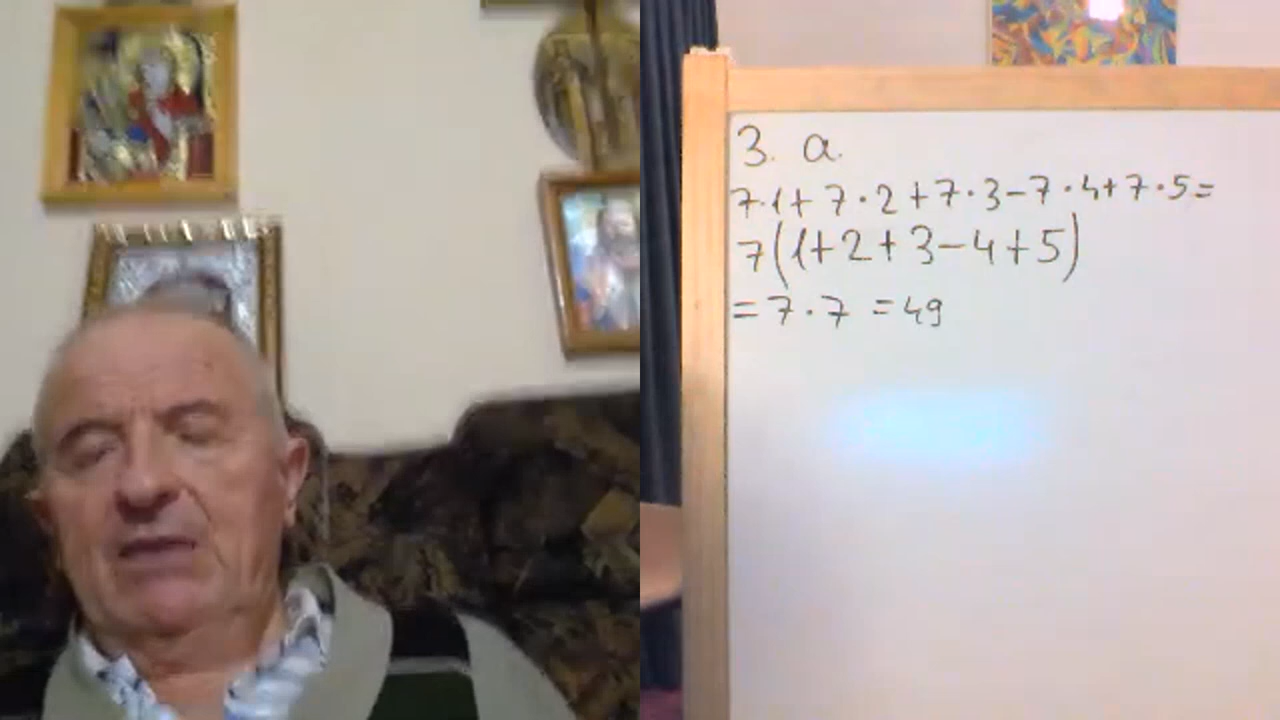 3. a.
7·1+7·2+7·3-7·4+7·5=
7(1+2+3-4+5)
=7·7 =49